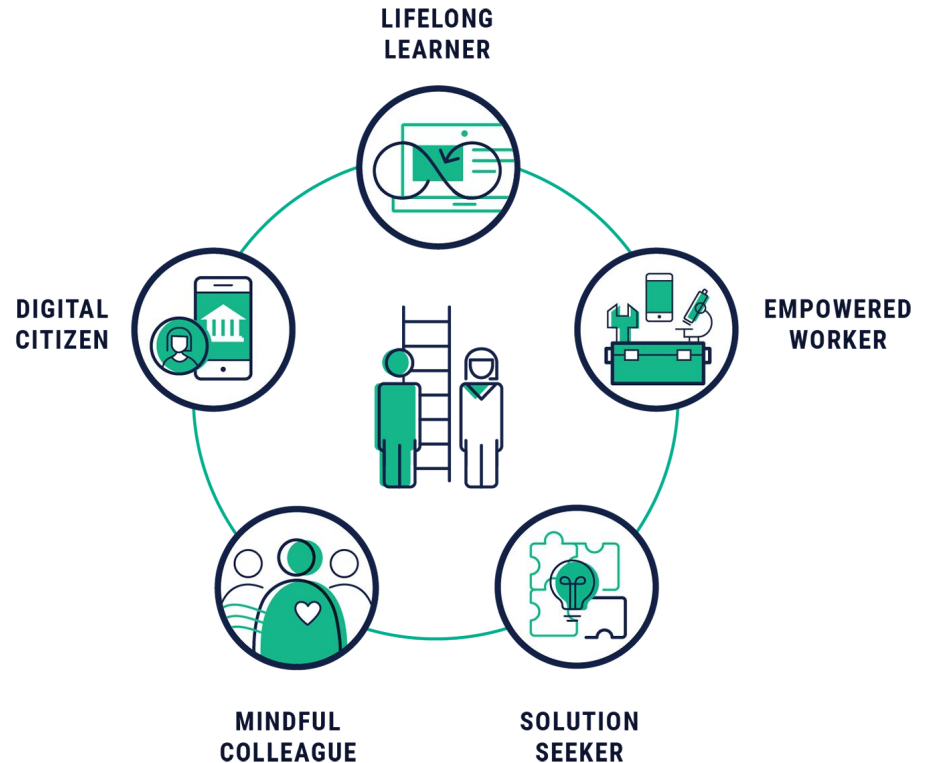 LIFELONG
LEARNER
DIGITAL
CITIZEN
EMPOWERED
WORKER
MINDFUL
COLLEAGUE
SOLUTION
SEEKER